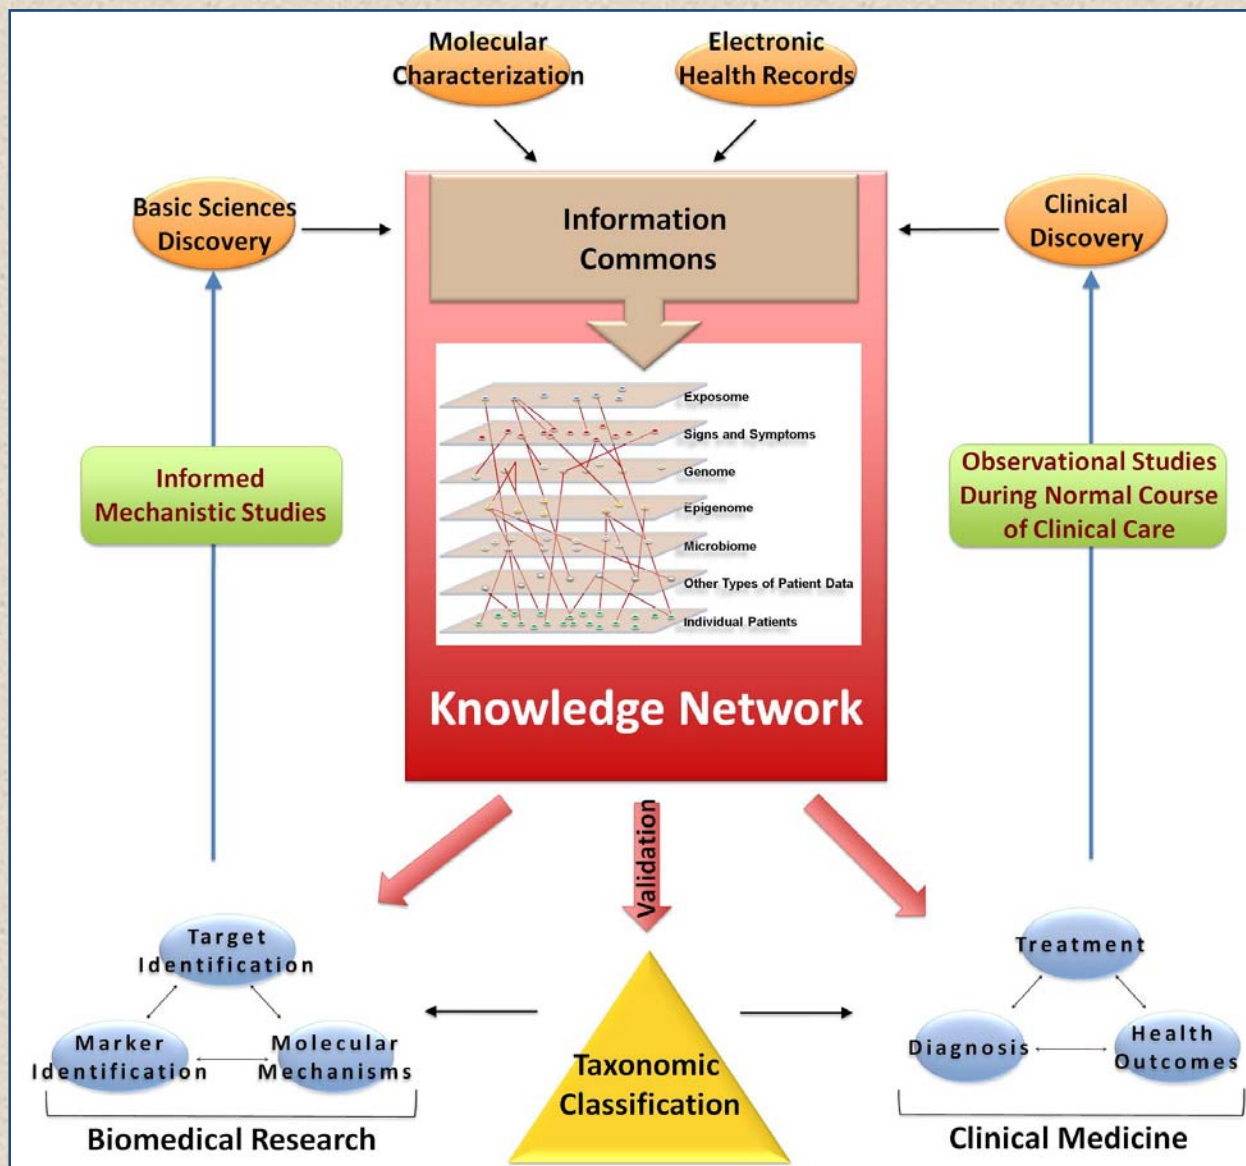 Molecular
Characterization
Electronic
Health Records
Basic Sciences
Discovery
Information
Commons
Clinical
Discovery
Exposome
Signs and Symptoms
Genome
Epigenome
Microbiome
Other Types of Patient Data
Individual Patients
Informed
Mechanistic Studies
Observational Studies
During Normal Course
of Clinical Care
Knowledge Network
Validation
Target
Identification
Marker
Identification
Molecular
Mechanisms
Biomedical Research
Taxonomic
Classification
Treatment
Diagnosis
Health
Outcomes
Clinical Medicine